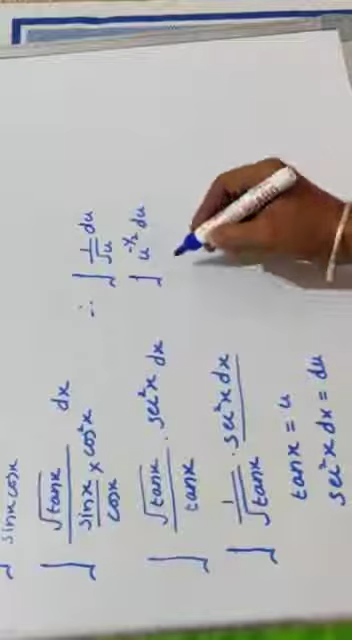 sinx cosx
∫ √tanx / (sinx/cosx × cos²x) dx
∫ √tanx / tanx . sec²x dx
∫ 1/√tanx . sec²x dx
tanx = u
sec²x dx = du
∴ ∫ 1/√u du
∫ u^-½ du